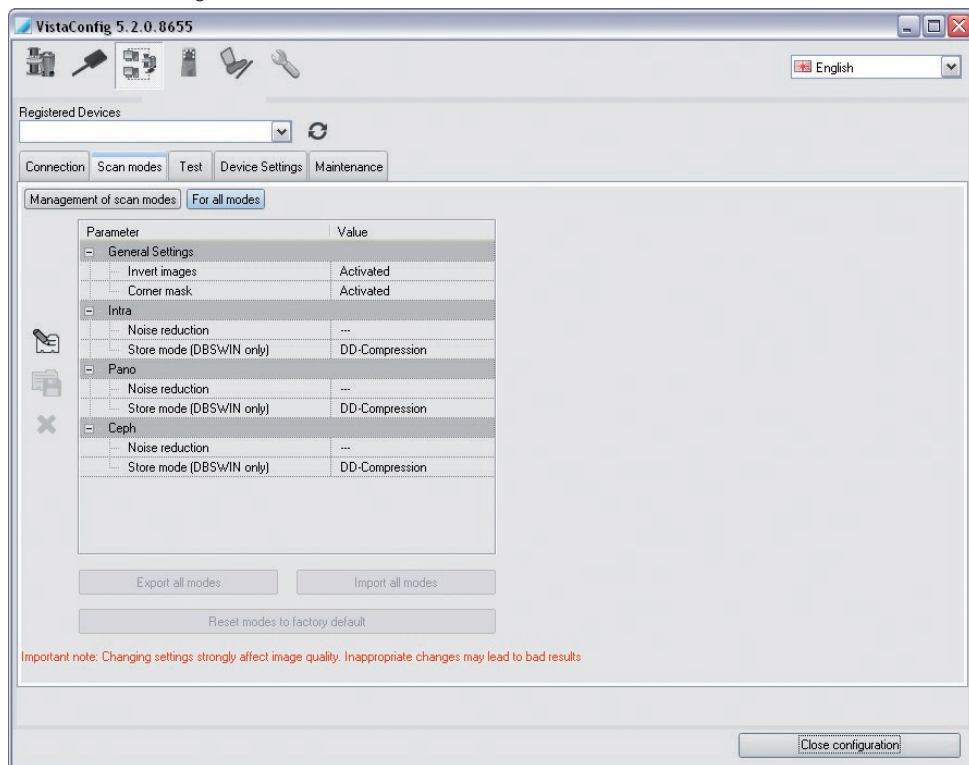 VistaConfig 5.2.0.8655
English
Registered Devices
Connection Scan modes Test Device Settings Maintenance
Management of scan modes For all modes
Parameter Value
General Settings
Invert images Activated
Corner mask Activated
Intra
Noise reduction ---
Store mode (DBSWIN only) DD-Compression
Pano
Noise reduction ---
Store mode (DBSWIN only) DD-Compression
Ceph
Noise reduction ---
Store mode (DBSWIN only) DD-Compression
Export all modes Import all modes
Reset modes to factory default
Important note: Changing settings strongly affect image quality. Inappropriate changes may lead to bad results
Close configuration